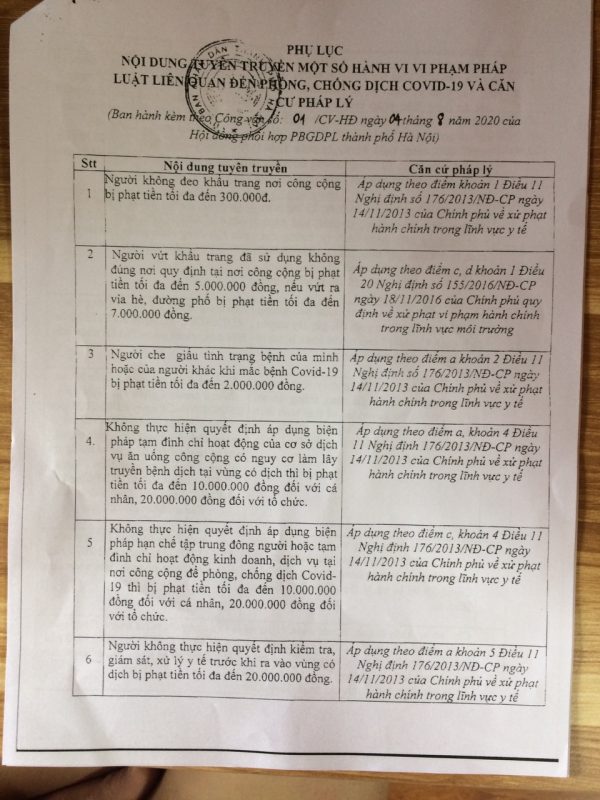 PHỤ LỤC
NỘI DUNG TUYÊN TRUYỀN MỘT SỐ HÀNH VI VI PHẠM PHÁP
LUẬT LIÊN QUAN ĐẾN PHÒNG, CHỐNG DỊCH COVID-19 VÀ CĂN
CỨ PHÁP LÝ
(Ban hành kèm theo Công văn số: 01 /CV-HĐ ngày 04 tháng 8 năm 2020 của
Hội đồng phối hợp PBGDPL thành phố Hà Nội)
Stt
Nội dung tuyên truyền
Căn cứ pháp lý
1
Người không đeo khẩu trang nơi công cộng
bị phạt tiền tối đa đến 300.000đ.
Áp dụng theo điểm khoản 1 Điều 11
Nghị định số 176/2013/NĐ-CP ngày
14/11/2013 của Chính phủ về xử phạt
hành chính trong lĩnh vực y tế
2
Người vứt khẩu trang đã sử dụng không
đúng nơi quy định tại nơi công cộng bị phạt
tiền tối đa đến 5.000.000 đồng, nếu vứt ra
vỉa hè, đường phố bị phạt tiền tối đa đến
7.000.000 đồng.
Áp dụng theo điểm c, d khoản 1 Điều
20 Nghị định số 155/2016/NĐ-CP
ngày 18/11/2016 của Chính phủ quy
định về xử phạt vi phạm hành chính
trong lĩnh vực môi trường
3
Người che giấu tình trạng bệnh của mình
hoặc của người khác khi mắc bệnh Covid-19
bị phạt tiền tối đa đến 2.000.000 đồng.
Áp dụng theo điểm a khoản 2 Điều 11
Nghị định số 176/2013/NĐ-CP ngày
14/11/2013 của Chính phủ về xử phạt
hành chính trong lĩnh vực y tế
4.
Không thực hiện quyết định áp dụng biện
pháp tạm đình chỉ hoạt động của cơ sở dịch
vụ ăn uống công cộng có nguy cơ làm lây
truyền bệnh dịch tại vùng có dịch thì bị phạt
tiền tối đa đến 10.000.000 đồng đối với cá
nhân, 20.000.000 đồng đối với tổ chức.
Áp dụng theo điểm a, khoản 4 Điều
11 Nghị định 176/2013/NĐ-CP ngày
14/11/2013 của Chính phủ về xử phạt
hành chính trong lĩnh vực y tế
5
Không thực hiện quyết định áp dụng biện
pháp hạn chế tập trung đông người hoặc tạm
đình chỉ hoạt động kinh doanh, dịch vụ tại
nơi công cộng để phòng, chống dịch Covid-
19 thì bị phạt tiền tối đa đến 10.000.000
đồng đối với cá nhân, 20.000.000 đồng đối
với tổ chức.
Áp dụng theo điểm c, khoản 4 Điều 11
Nghị định 176/2013/NĐ-CP ngày
14/11/2013 của Chính phủ về xử phạt
hành chính trong lĩnh vực y tế
6
Người không thực hiện quyết định kiểm tra,
giám sát, xử lý y tế trước khi ra vào vùng có
dịch bị phạt tiền tối đa đến 20.000.000 đồng.
Áp dụng theo điểm a khoản 5 Điều 11
Nghị định 176/2013/NĐ-CP ngày
14/11/2013 của Chính phủ về xử phạt
hành chính trong lĩnh vực y tế